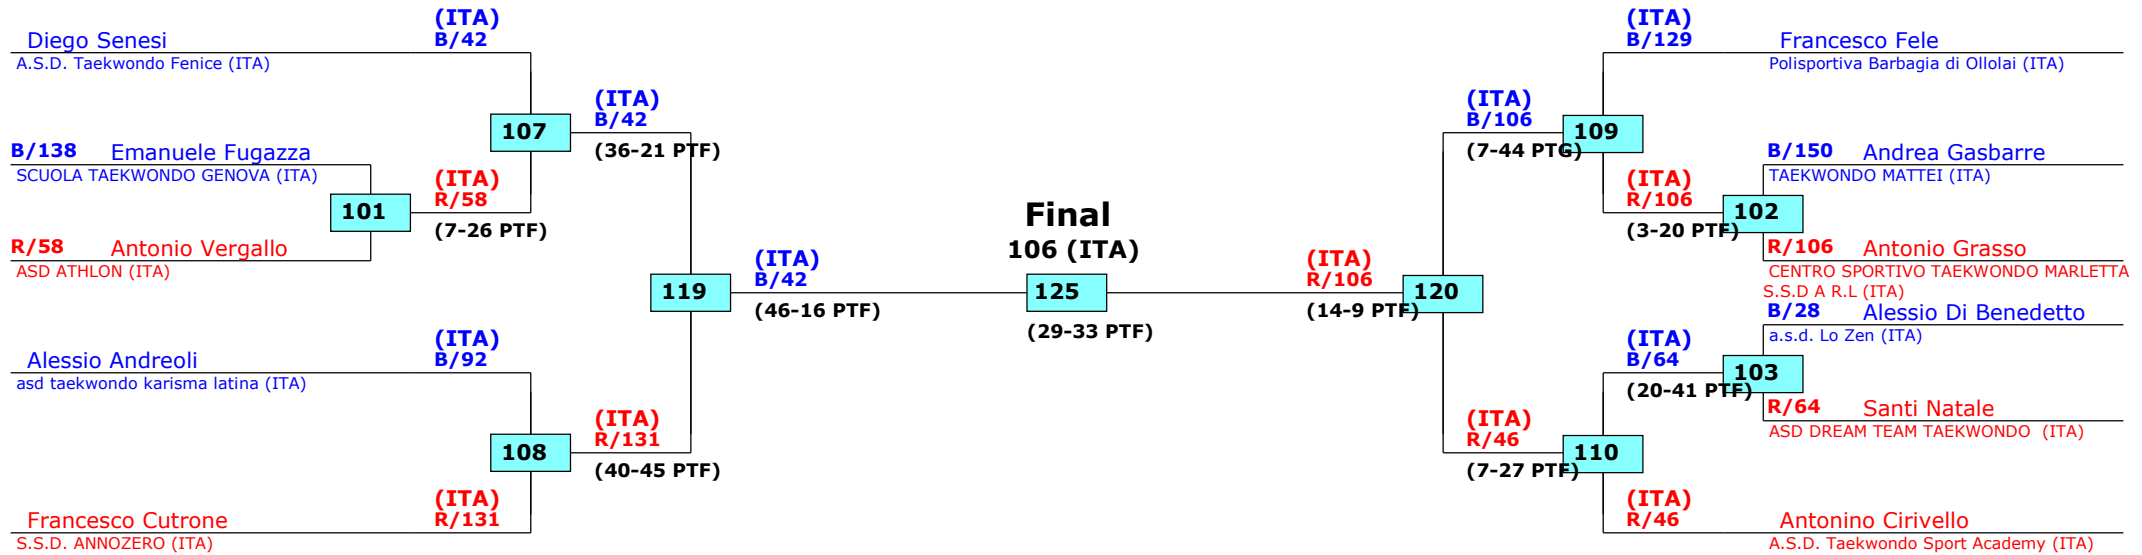 (ITA)
B/42
Diego Senesi
A.S.D. Taekwondo Fenice (ITA)
107
(ITA)
B/42
(36-21 PTF)
B/138 Emanuele Fugazza
SCUOLA TAEKWONDO GENOVA (ITA)
101
(ITA)
R/58
(7-26 PTF)
R/58 Antonio Vergallo
ASD ATHLON (ITA)
119
(ITA)
B/42
(46-16 PTF)
(ITA)
B/92
Alessio Andreoli
asd taekwondo karisma latina (ITA)
108
(ITA)
R/131
(40-45 PTF)
(ITA)
R/131
Francesco Cutrone
S.S.D. ANNOZERO (ITA)
Final
106 (ITA)
125
(29-33 PTF)
(ITA)
R/106
(14-9 PTF)
120
(ITA)
B/106
(7-44 PTG)
109
(ITA)
B/129
Francesco Fele
Polisportiva Barbagia di Ollolai (ITA)
(ITA)
R/106
(3-20 PTF)
102
B/150 Andrea Gasbarre
TAEKWONDO MATTEI (ITA)
R/106 Antonio Grasso
CENTRO SPORTIVO TAEKWONDO MARLETTA
S.S.D A R.L (ITA)
B/28 Alessio Di Benedetto
a.s.d. Lo Zen (ITA)
(ITA)
B/64
(20-41 PTF)
103
R/64 Santi Natale
ASD DREAM TEAM TAEKWONDO (ITA)
(ITA)
R/46
(7-27 PTF)
110
(ITA)
R/46
Antonino Cirivello
A.S.D. Taekwondo Sport Academy (ITA)